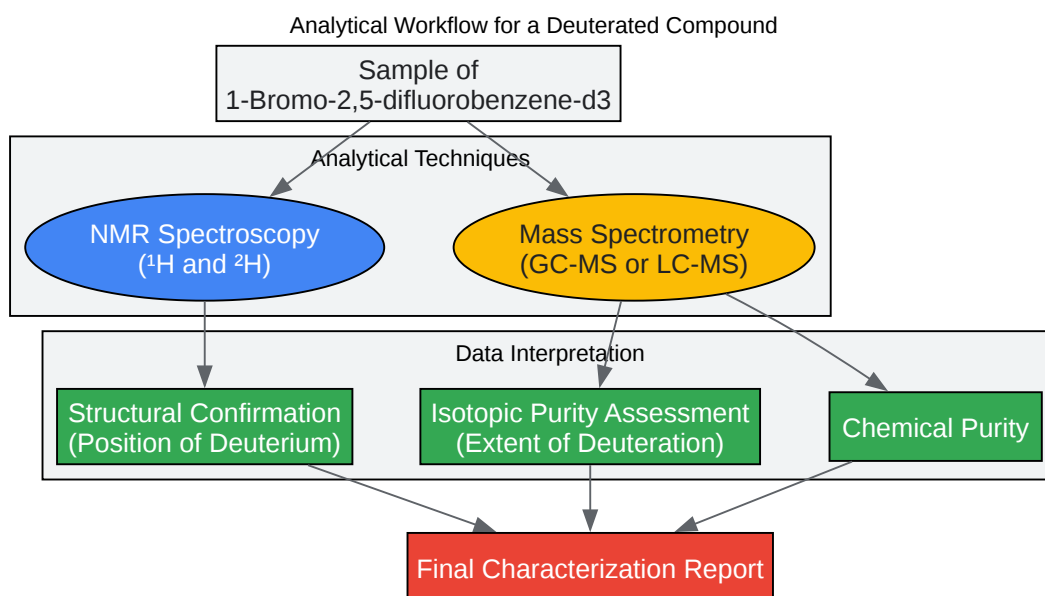 Analytical Workflow for a Deuterated Compound
Sample of
1-Bromo-2,5-difluorobenzene-d3
Analytical Techniques
NMR Spectroscopy
(¹H and ²H)
Mass Spectrometry
(GC-MS or LC-MS)
Data Interpretation
Structural Confirmation
(Position of Deuterium)
Isotopic Purity Assessment
(Extent of Deuteration)
Chemical Purity
Final Characterization Report